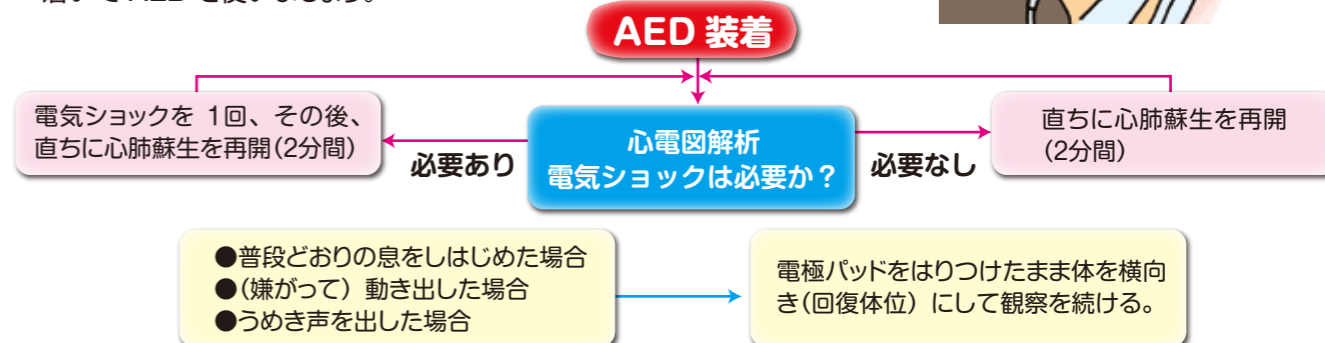 AED 装着
電気ショックを 1回、その後、
直ちに心肺蘇生を再開(2分間)
必要あり
心電図解析
電気ショックは必要か？
必要なし
直ちに心肺蘇生を再開
(2分間)
●普段どおりの息をしはじめた場合
●(嫌がって) 動き出した場合
●うめき声を出した場合
電極パッドをはりつけたまま体を横向
き(回復体位) にして観察を続ける。